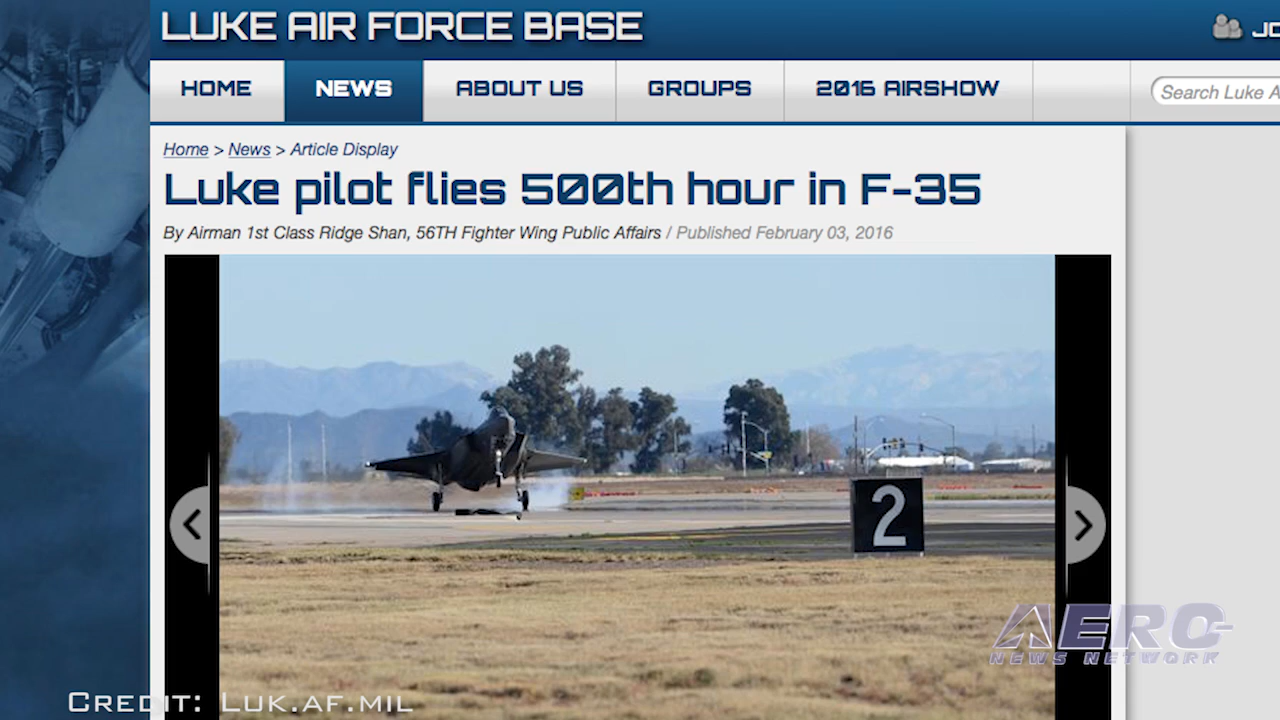 LUKE AIR FORCE BASE
HOME
NEWS
ABOUT US
GROUPS
2016 AIRSHOW
Search Luke A
Home > News > Article Display
Luke pilot flies 500th hour in F-35
By Airman 1st Class Ridge Shan, 56TH Fighter Wing Public Affairs / Published February 03, 2016
2
AERO
NEWS NETWORK
Credit: Luk.af.mil